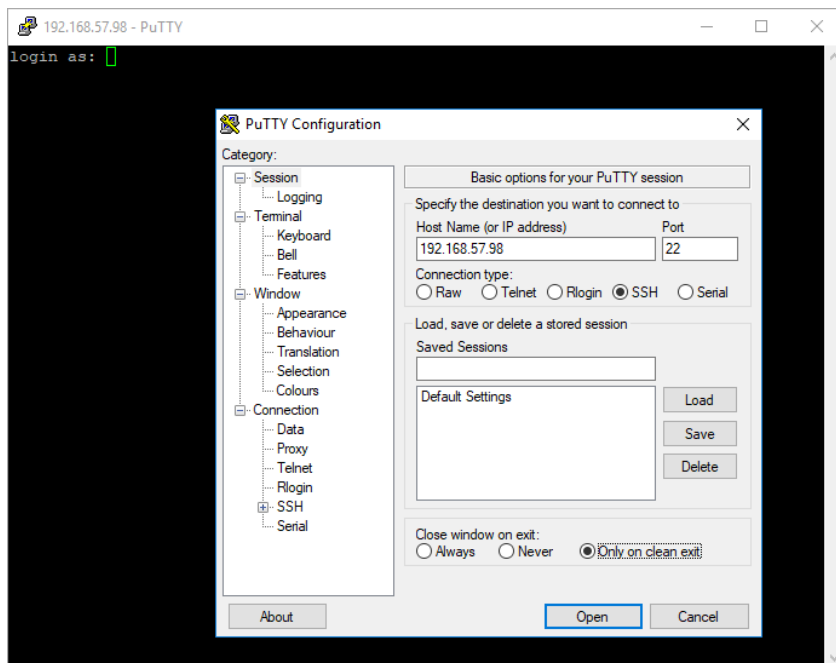 192.168.57.98 - PuTTY
login as:
PuTTY Configuration
Category:
Session
Logging
Terminal
Keyboard
Bell
Features
Window
Appearance
Behaviour
Translation
Selection
Colours
Connection
Data
Proxy
Telnet
Rlogin
SSH
Serial
Basic options for your PuTTY session
Specify the destination you want to connect to
Host Name (or IP address) Port
192.168.57.98 22
Connection type:
Raw Telnet Rlogin SSH Serial
Load, save or delete a stored session
Saved Sessions
Default Settings
Load
Save
Delete
Close window on exit:
Always Never Only on clean exit
About Open Cancel